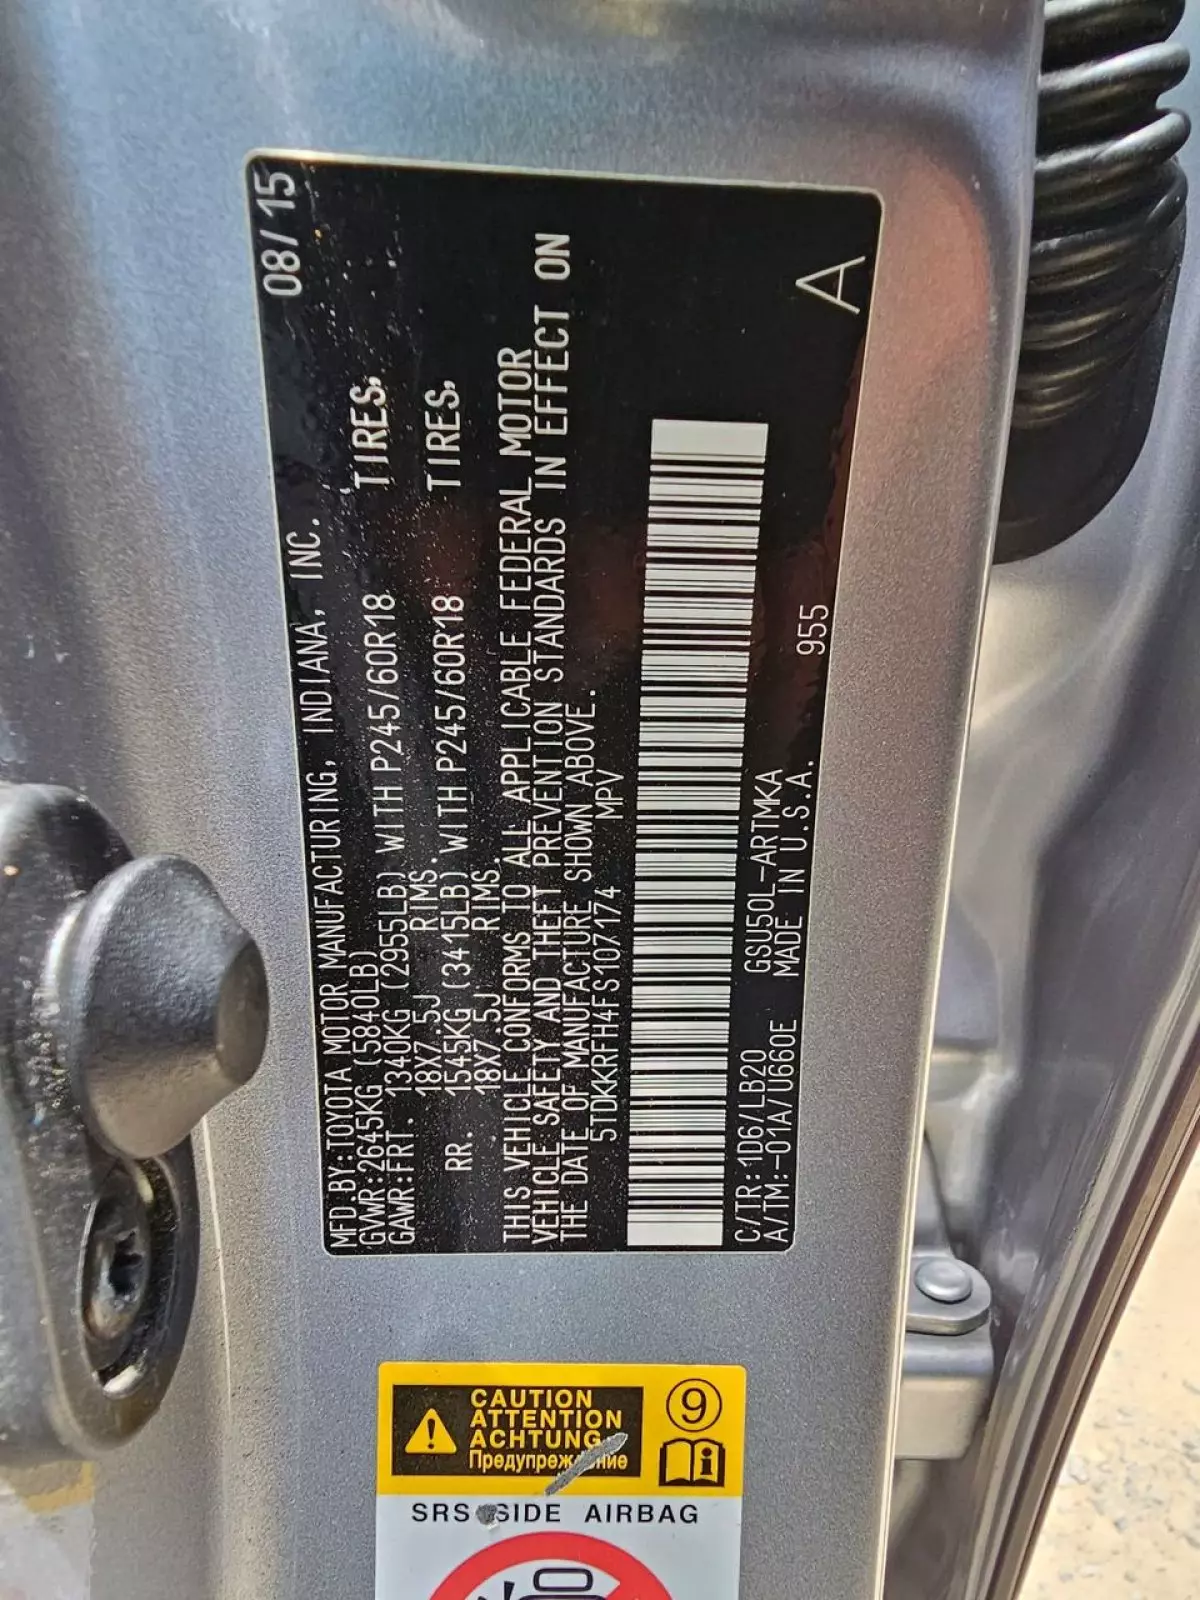 MFD.BY:TOYOTA MOTOR MANUFACTURING, INDIANA, INC. 08/15
GVWR:2645KG (5840LB)
GAWR:FRT. 1340KG (2955LB) WITH P245/60R18 TIRES,
18X7.5J RIMS.
RR. 1545KG (3415LB) WITH P245/60R18 TIRES,
18X7.5J RIMS.
THIS VEHICLE CONFORMS TO ALL APPLICABLE FEDERAL MOTOR
VEHICLE SAFETY AND THEFT PREVENTION STANDARDS IN EFFECT ON
THE DATE OF MANUFACTURE SHOWN ABOVE.
5TDKKRFH4FS107174 MPV
C/TR:1D6/LB20 GSU50L-ARTMKA
A/TM:-01A/U660E MADE IN U.S.A. 955
A
CAUTION
ATTENTION
ACHTUNG
Предупреждение
9
i
SRS SIDE AIRBAG